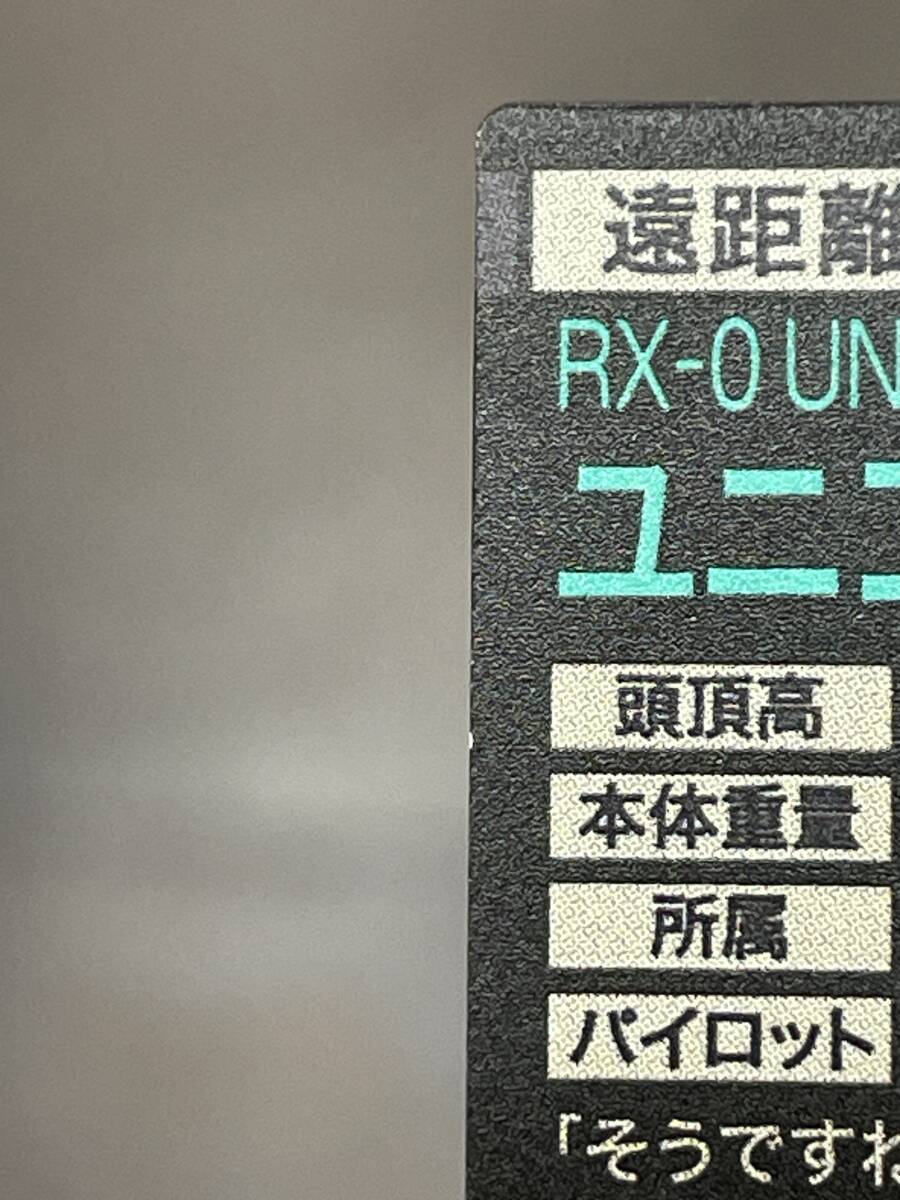 遠距離
RX-0 UN
ユニコ
頭頂高
本体重量
所属
パイロット
「そうですね